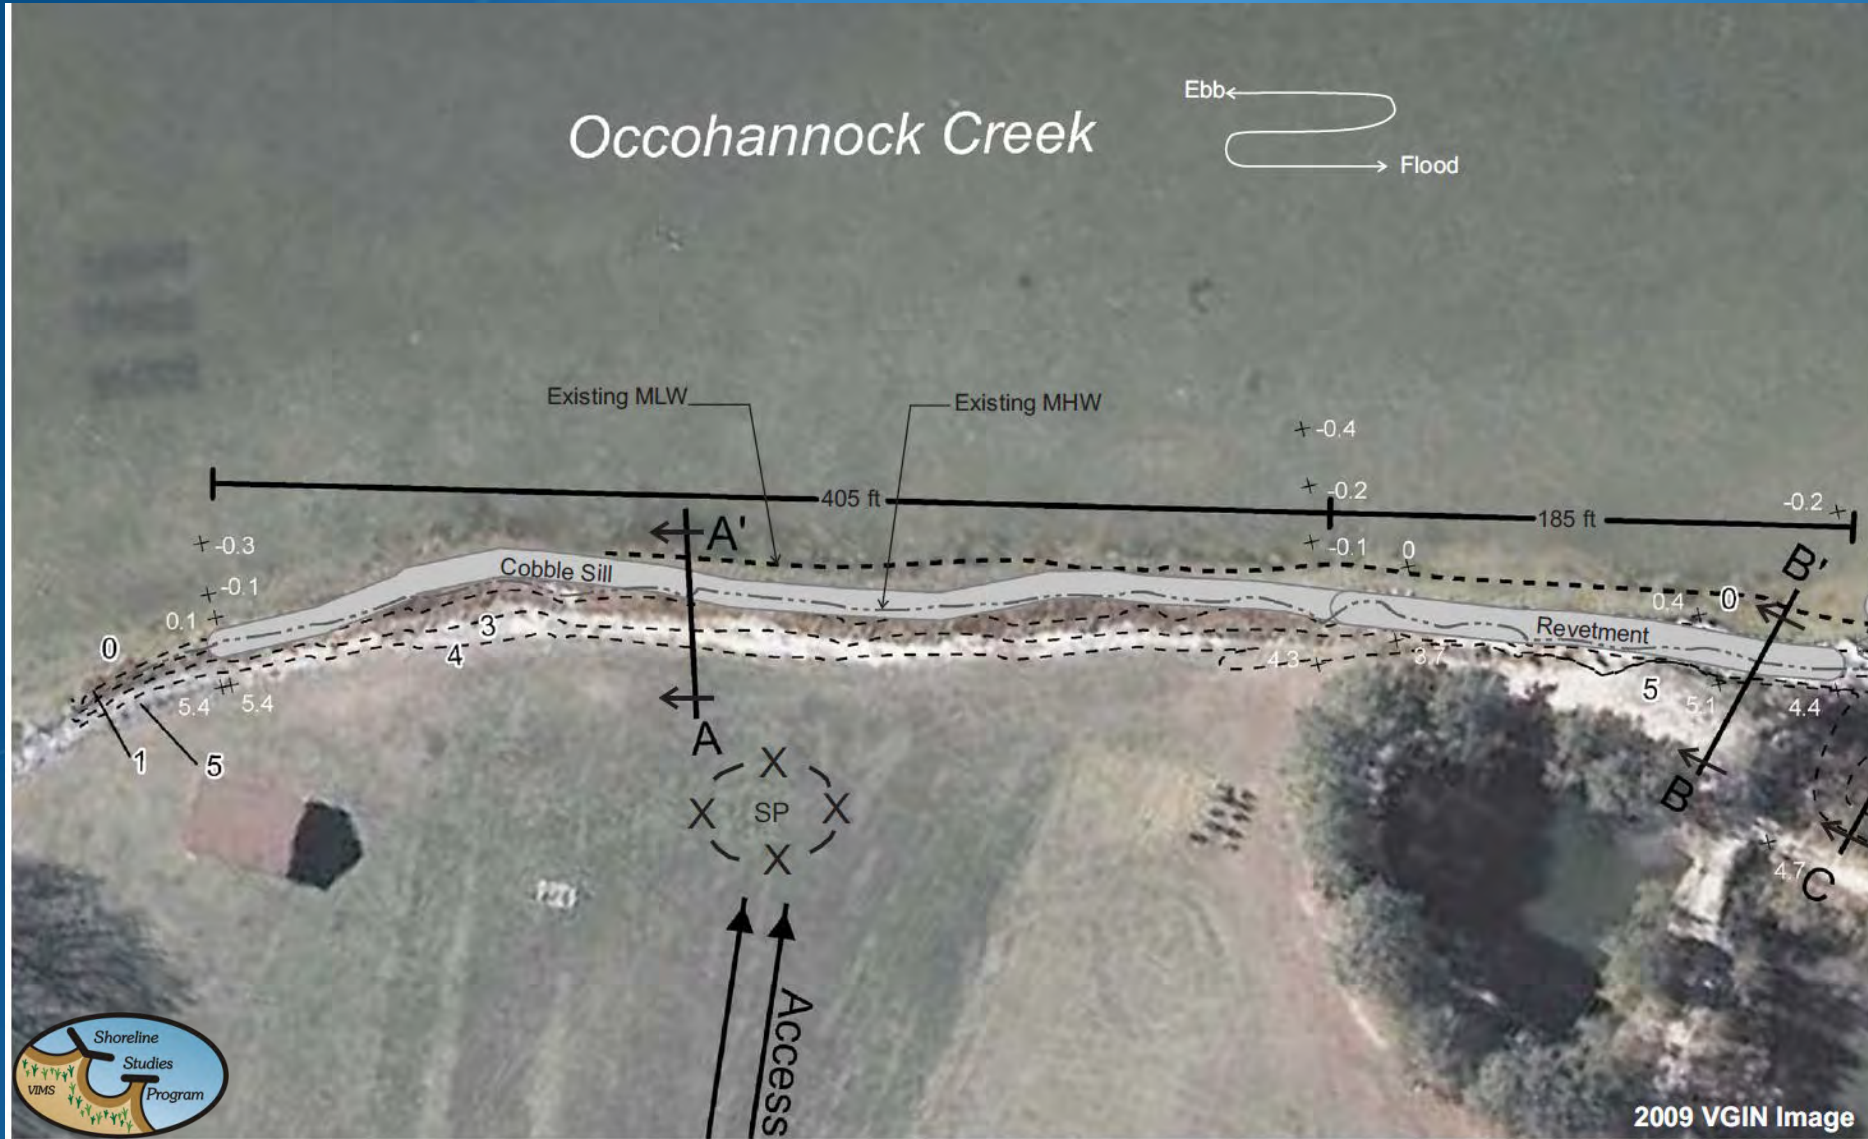 Ebb
Occohannock Creek
Flood
Existing MLW
Existing MHW
-0.4
405 ft
-0.2
-0.2
185 ft
-0.3
A'
-0.1
0
B'
Cobble Sill
-0.1
0.4
0
0.1
3
Revetment
0
4
4.3
3.7
5
5.4
5.4
5.1
4.4
A
1
5
B
SP
X
X
X
X
4.7
C
Access
Shoreline
Studies
VIMS
Program
2009 VGIN Image